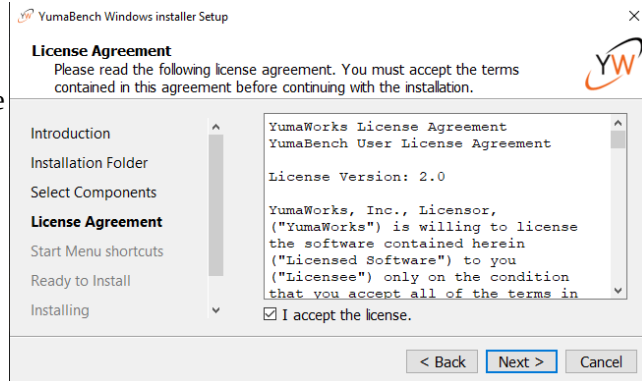 YumaBench Windows installer Setup
License Agreement
Please read the following license agreement. You must accept the terms
contained in this agreement before continuing with the installation.
YW
e
Introduction
Installation Folder
Select Components
License Agreement
Start Menu shortcuts
Ready to Install
Installing
YumaWorks License Agreement
YumaBench User License Agreement
License Version: 2.0
YumaWorks, Inc., Licensor,
("YumaWorks") is willing to license
the software contained herein
("Licensed Software") to you
("Licensee") only on the condition
that you accept all of the terms in
I accept the license.
< Back
Next >
Cancel